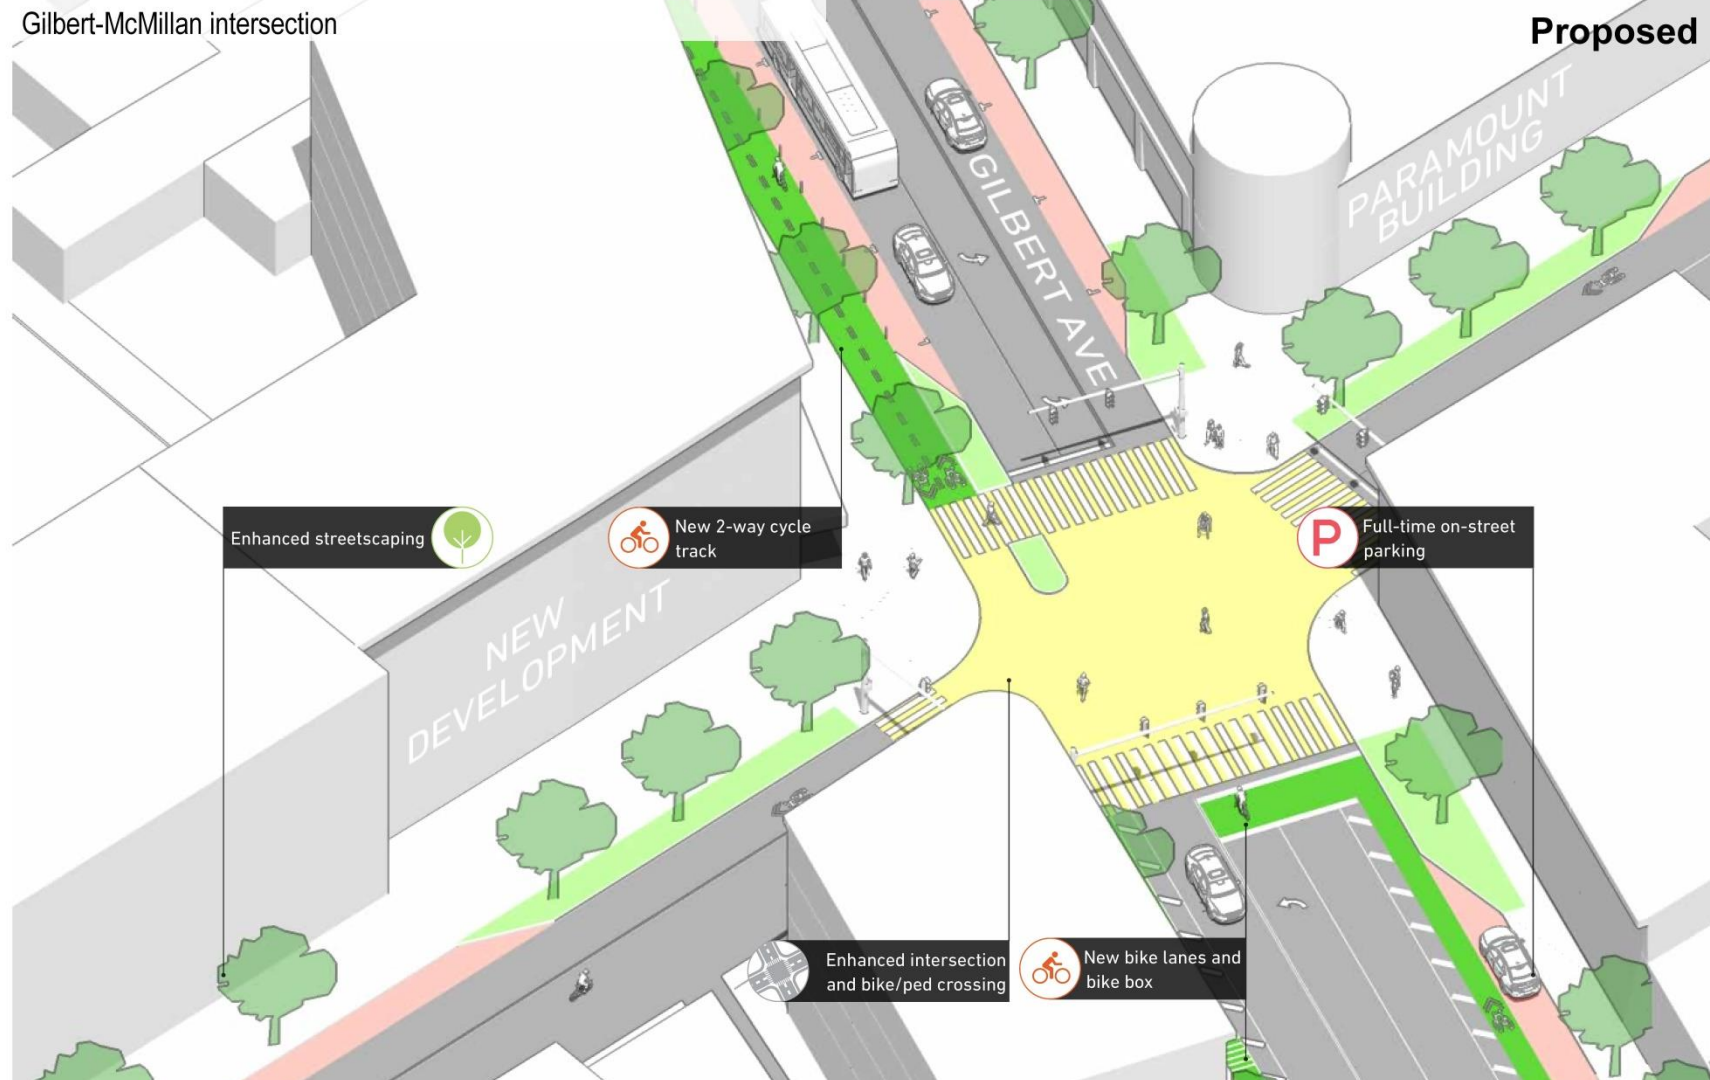 Gilbert-McMillan intersection
Proposed
PARAMOUNT
BUILDING
GILBERT AVE
Enhanced streetscaping
New 2-way cycle
track
P
Full-time on-street
parking
NEW
DEVELOPMENT
Enhanced intersection
and bike/ped crossing
New bike lanes and
bike box